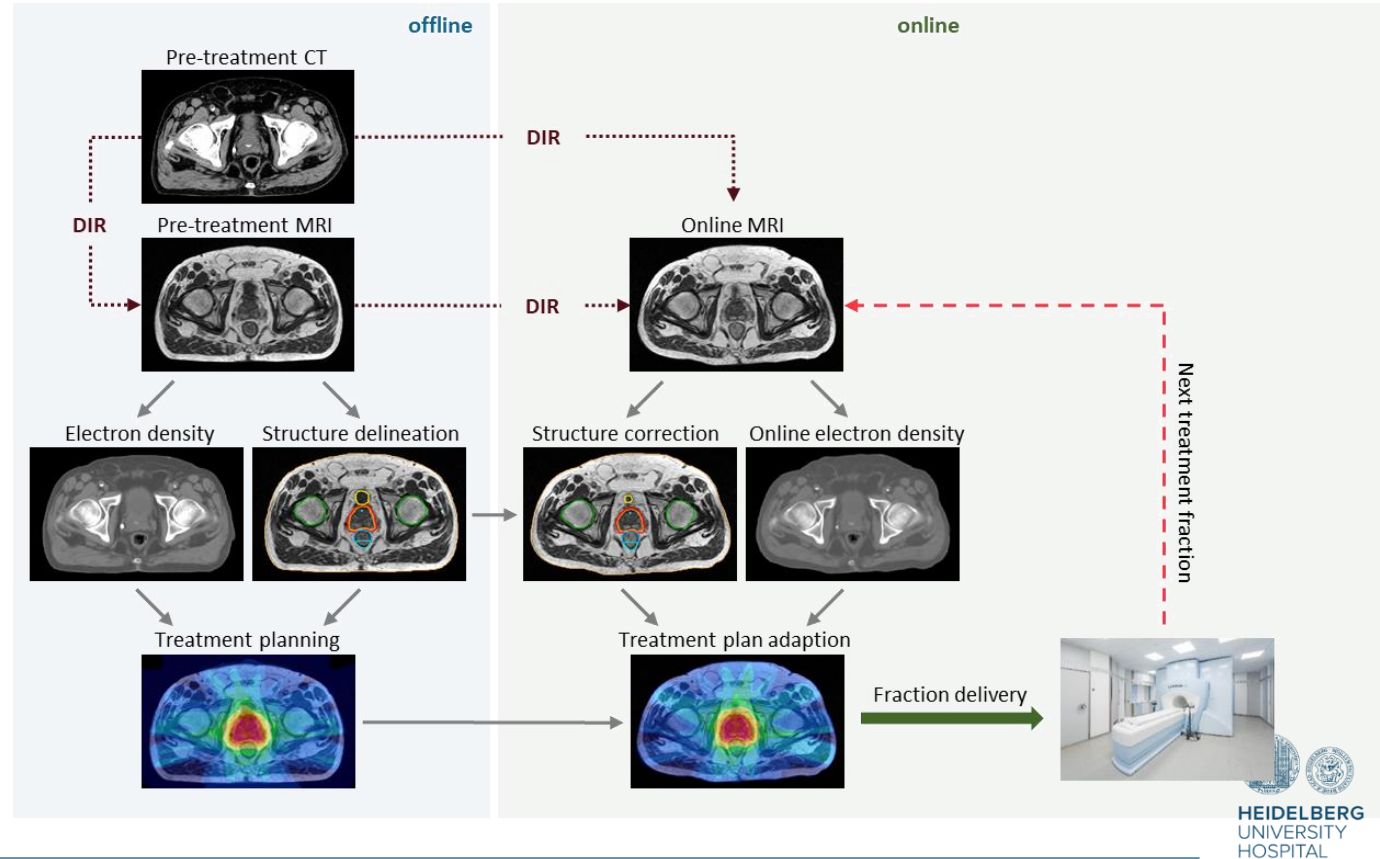 offline
online
Pre-treatment CT
DIR
DIR
Pre-treatment MRI
Online MRI
DIR
Electron density
Structure delineation
Structure correction
Online electron density
Next treatment fraction
Treatment planning
Treatment plan adaption
Fraction delivery
HEIDELBERG
UNIVERSITY
HOSPITAL